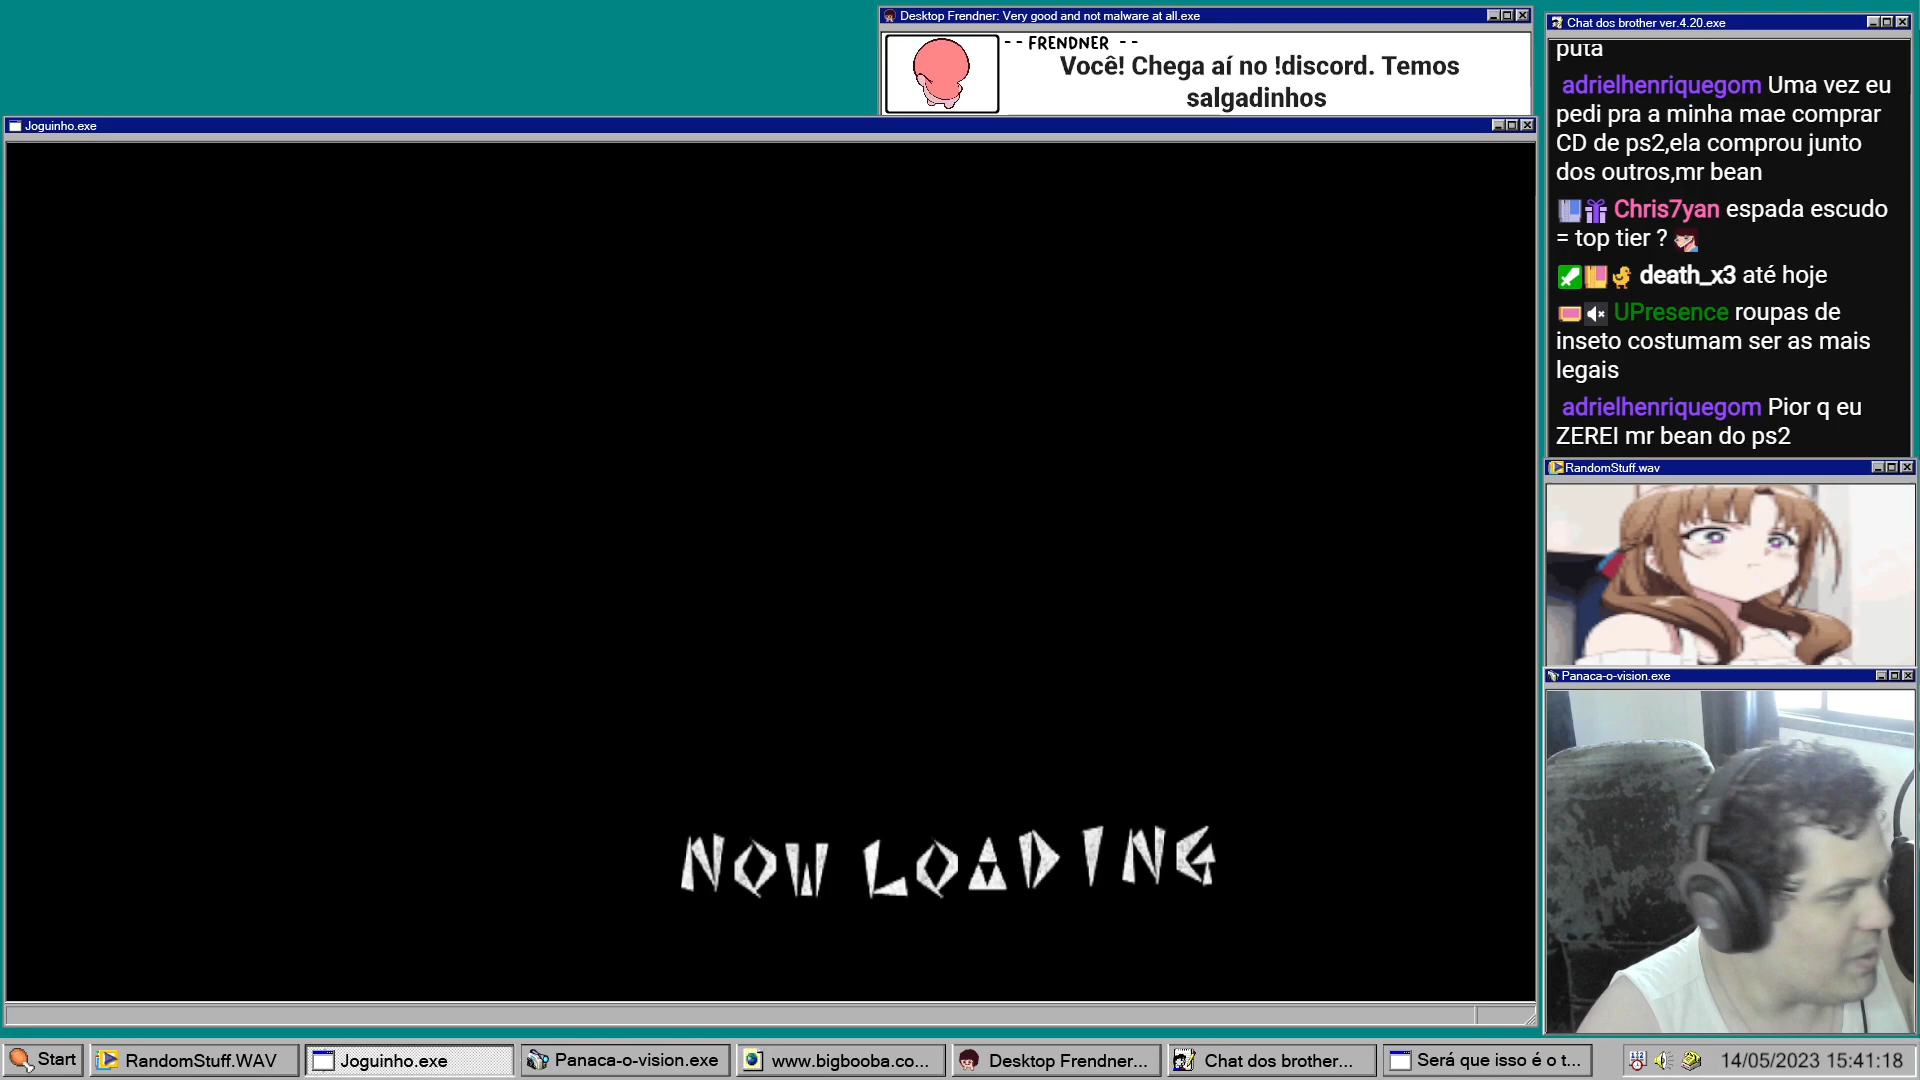 Desktop Frendner: Very good and not malware at all.exe
-- FRENDNER --
Você! Chega aí no !discord. Temos
salgadinhos
Joguinho.exe
NOW LOADING
Chat dos brother ver.4.20.exe
puta
adrielhenriquegom Uma vez eu
pedi pra a minha mae comprar
CD de ps2,ela comprou junto
dos outros,mr bean
Chris7yan espada escudo
= top tier ?
death_x3 até hoje
UPresence roupas de
inseto costumam ser as mais
legais
adrielhenriquegom Pior q eu
ZEREI mr bean do ps2
RandomStuff.wav
Panaca-o-vision.exe
Start
RandomStuff.WAV
Joguinho.exe
Panaca-o-vision.exe
www.bigbooba.co...
Desktop Frendner...
Chat dos brother...
Será que isso é o t...
14/05/2023 15:41:18